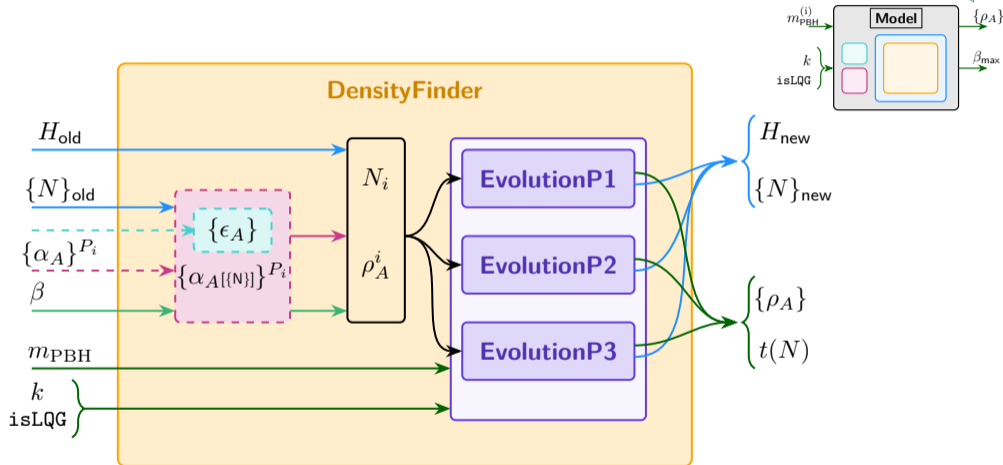 m_PBH^(i)
Model
{ρ_A}
k
isLQG
β_max
DensityFinder
H_old
{N}_old
{ϵ_A}
{α_A}^{P_i}
{α_A[{N}]}^{P_i}
β
m_PBH
k
isLQG
N_i
ρ_A^i
EvolutionP1
EvolutionP2
EvolutionP3
H_new
{N}_new
{ρ_A}
t(N)